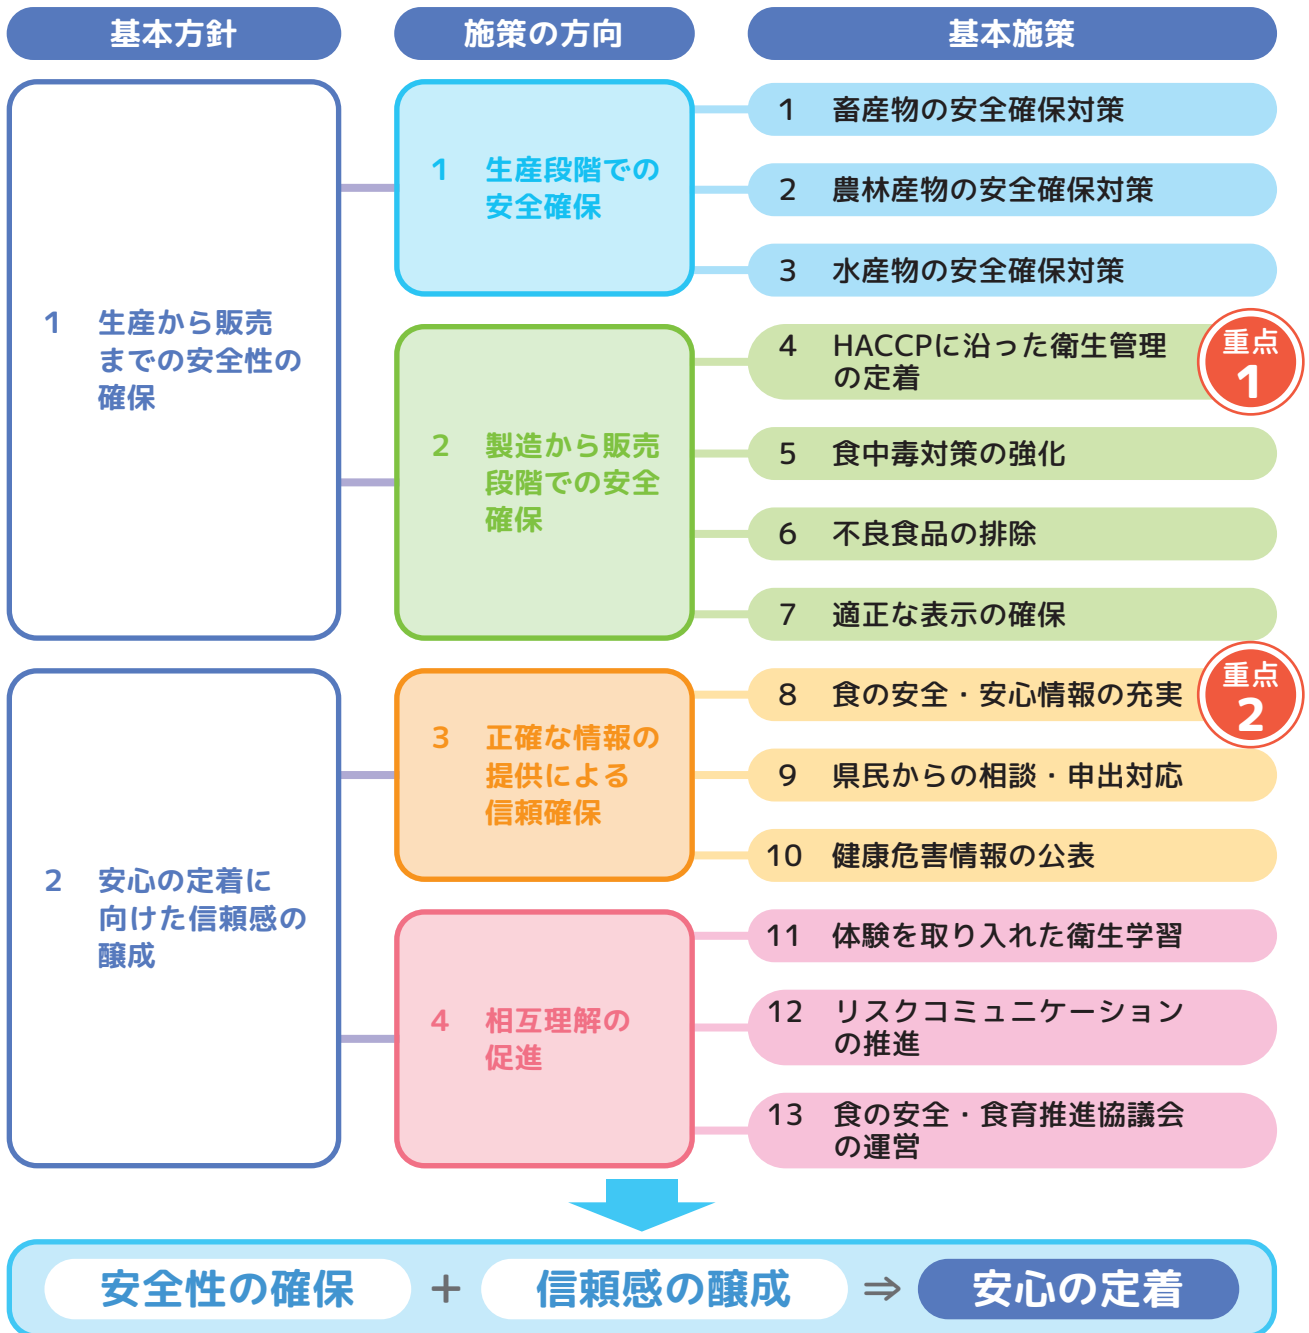 基本方針
施策の方向
基本施策
1 生産から販売
までの安全性の
確保
1 生産段階での
安全確保
1 畜産物の安全確保対策
2 農林産物の安全確保対策
3 水産物の安全確保対策
2 製造から販売
段階での安全
確保
4 HACCPに沿った衛生管理
の定着
重点
1
5 食中毒対策の強化
6 不良食品の排除
7 適正な表示の確保
2 安心の定着に
向けた信頼感の
醸成
3 正確な情報の
提供による
信頼確保
8 食の安全・安心情報の充実
重点
2
9 県民からの相談・申出対応
10 健康危害情報の公表
4 相互理解の
促進
11 体験を取り入れた衛生学習
12 リスクコミュニケーション
の推進
13 食の安全・食育推進協議会
の運営
安全性の確保 + 信頼感の醸成 ⇒ 安心の定着